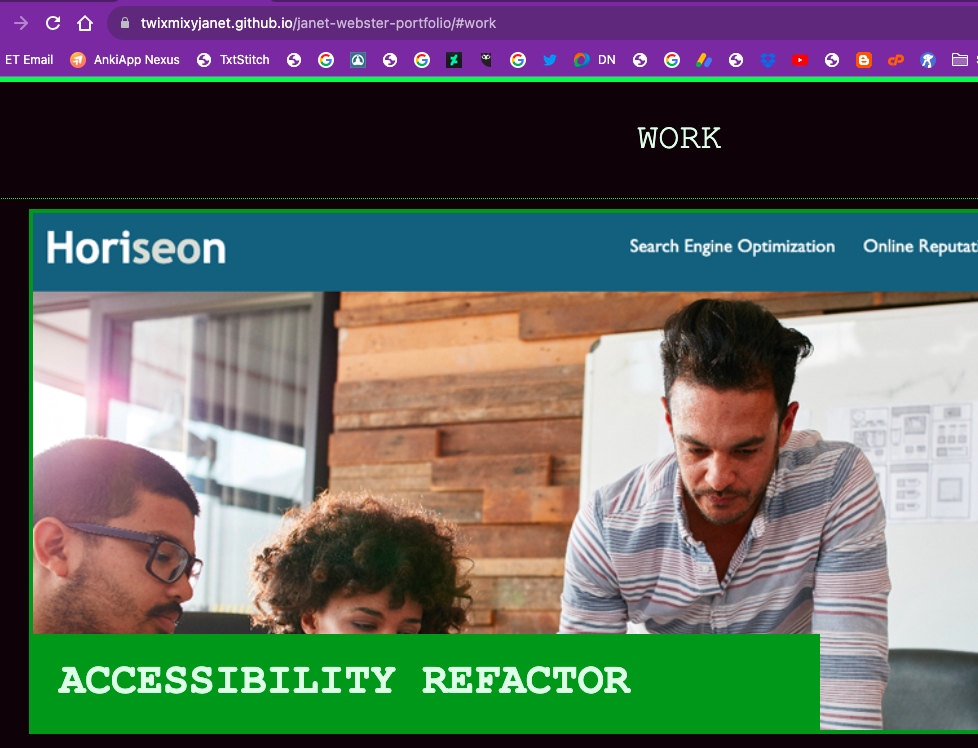 twixmixyjanet.github.io/janet-webster-portfolio/#work
ET Email AnkiApp Nexus TxtStitch DN
WORK
Horiseon Search Engine Optimization Online Reputati
ACCESSIBILITY REFACTOR